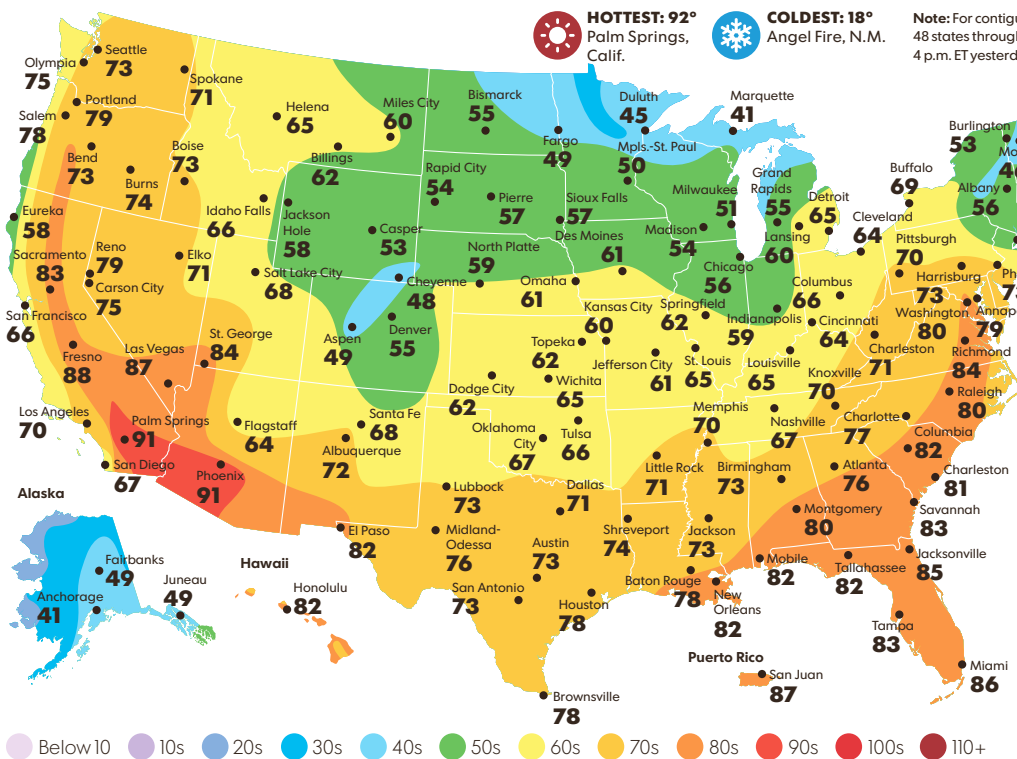 HOTTEST: 92°
Palm Springs,
Calif.
COLDEST: 18°
Angel Fire, N.M.
Note: For contigu
48 states through
4 p.m. ET yesterd
Seattle
73
Olympia
75
Spokane
71
Portland
79
Salem
78
Bend
73
Boise
73
Burns
74
Helena
65
Miles City
60
Billings
62
Bismarck
55
Fargo
49
Duluth
45
Marquette
41
Mpls.-St. Paul
50
Rapid City
54
Pierre
57
Sioux Falls
57
Milwaukee
51
Grand
Rapids
55
Detroit
65
Lansing
60
Madison
54
Buffalo
69
Burlington
53
Mo
46
Albany
56
Eureka
58
Idaho Falls
66
Jackson
Hole
58
Casper
53
Reno
79
Elko
71
Sacramento
83
Carson City
75
Salt Lake City
68
Cheyenne
48
North Platte
59
Des Moines
61
Omaha
61
Chicago
56
Cleveland
64
Pittsburgh
70
Harrisburg
73
Ph
7
Columbus
66
Washington
80
Annap
79
San Francisco
66
Fresno
88
Las Vegas
87
St. George
84
Aspen
49
Denver
55
Kansas City
60
Springfield
62
Indianapolis
59
Cincinnati
64
Charleston
71
Richmond
84
Topeka
62
Jefferson City
61
St. Louis
65
Louisville
65
Knoxville
70
Raleigh
80
Dodge City
62
Wichita
65
Los Angeles
70
Palm Springs
91
San Diego
67
Phoenix
91
Flagstaff
64
Santa Fe
68
Albuquerque
72
Oklahoma
City
67
Tulsa
66
Memphis
70
Nashville
67
Charlotte
77
Columbia
82
Little Rock
71
Birmingham
73
Atlanta
76
Charleston
81
Lubbock
73
Dallas
71
El Paso
82
Midland-
Odessa
76
Shreveport
74
Jackson
73
Montgomery
80
Savannah
83
Austin
73
San Antonio
73
Houston
78
Baton Rouge
78
New
Orleans
82
Mobile
82
Tallahassee
82
Jacksonville
85
Tampa
83
Miami
86
Brownsville
78
Alaska
Fairbanks
49
Anchorage
41
Juneau
49
Hawaii
Honolulu
82
Puerto Rico
San Juan
87
Below 10 10s 20s 30s 40s 50s 60s 70s 80s 90s 100s 110+